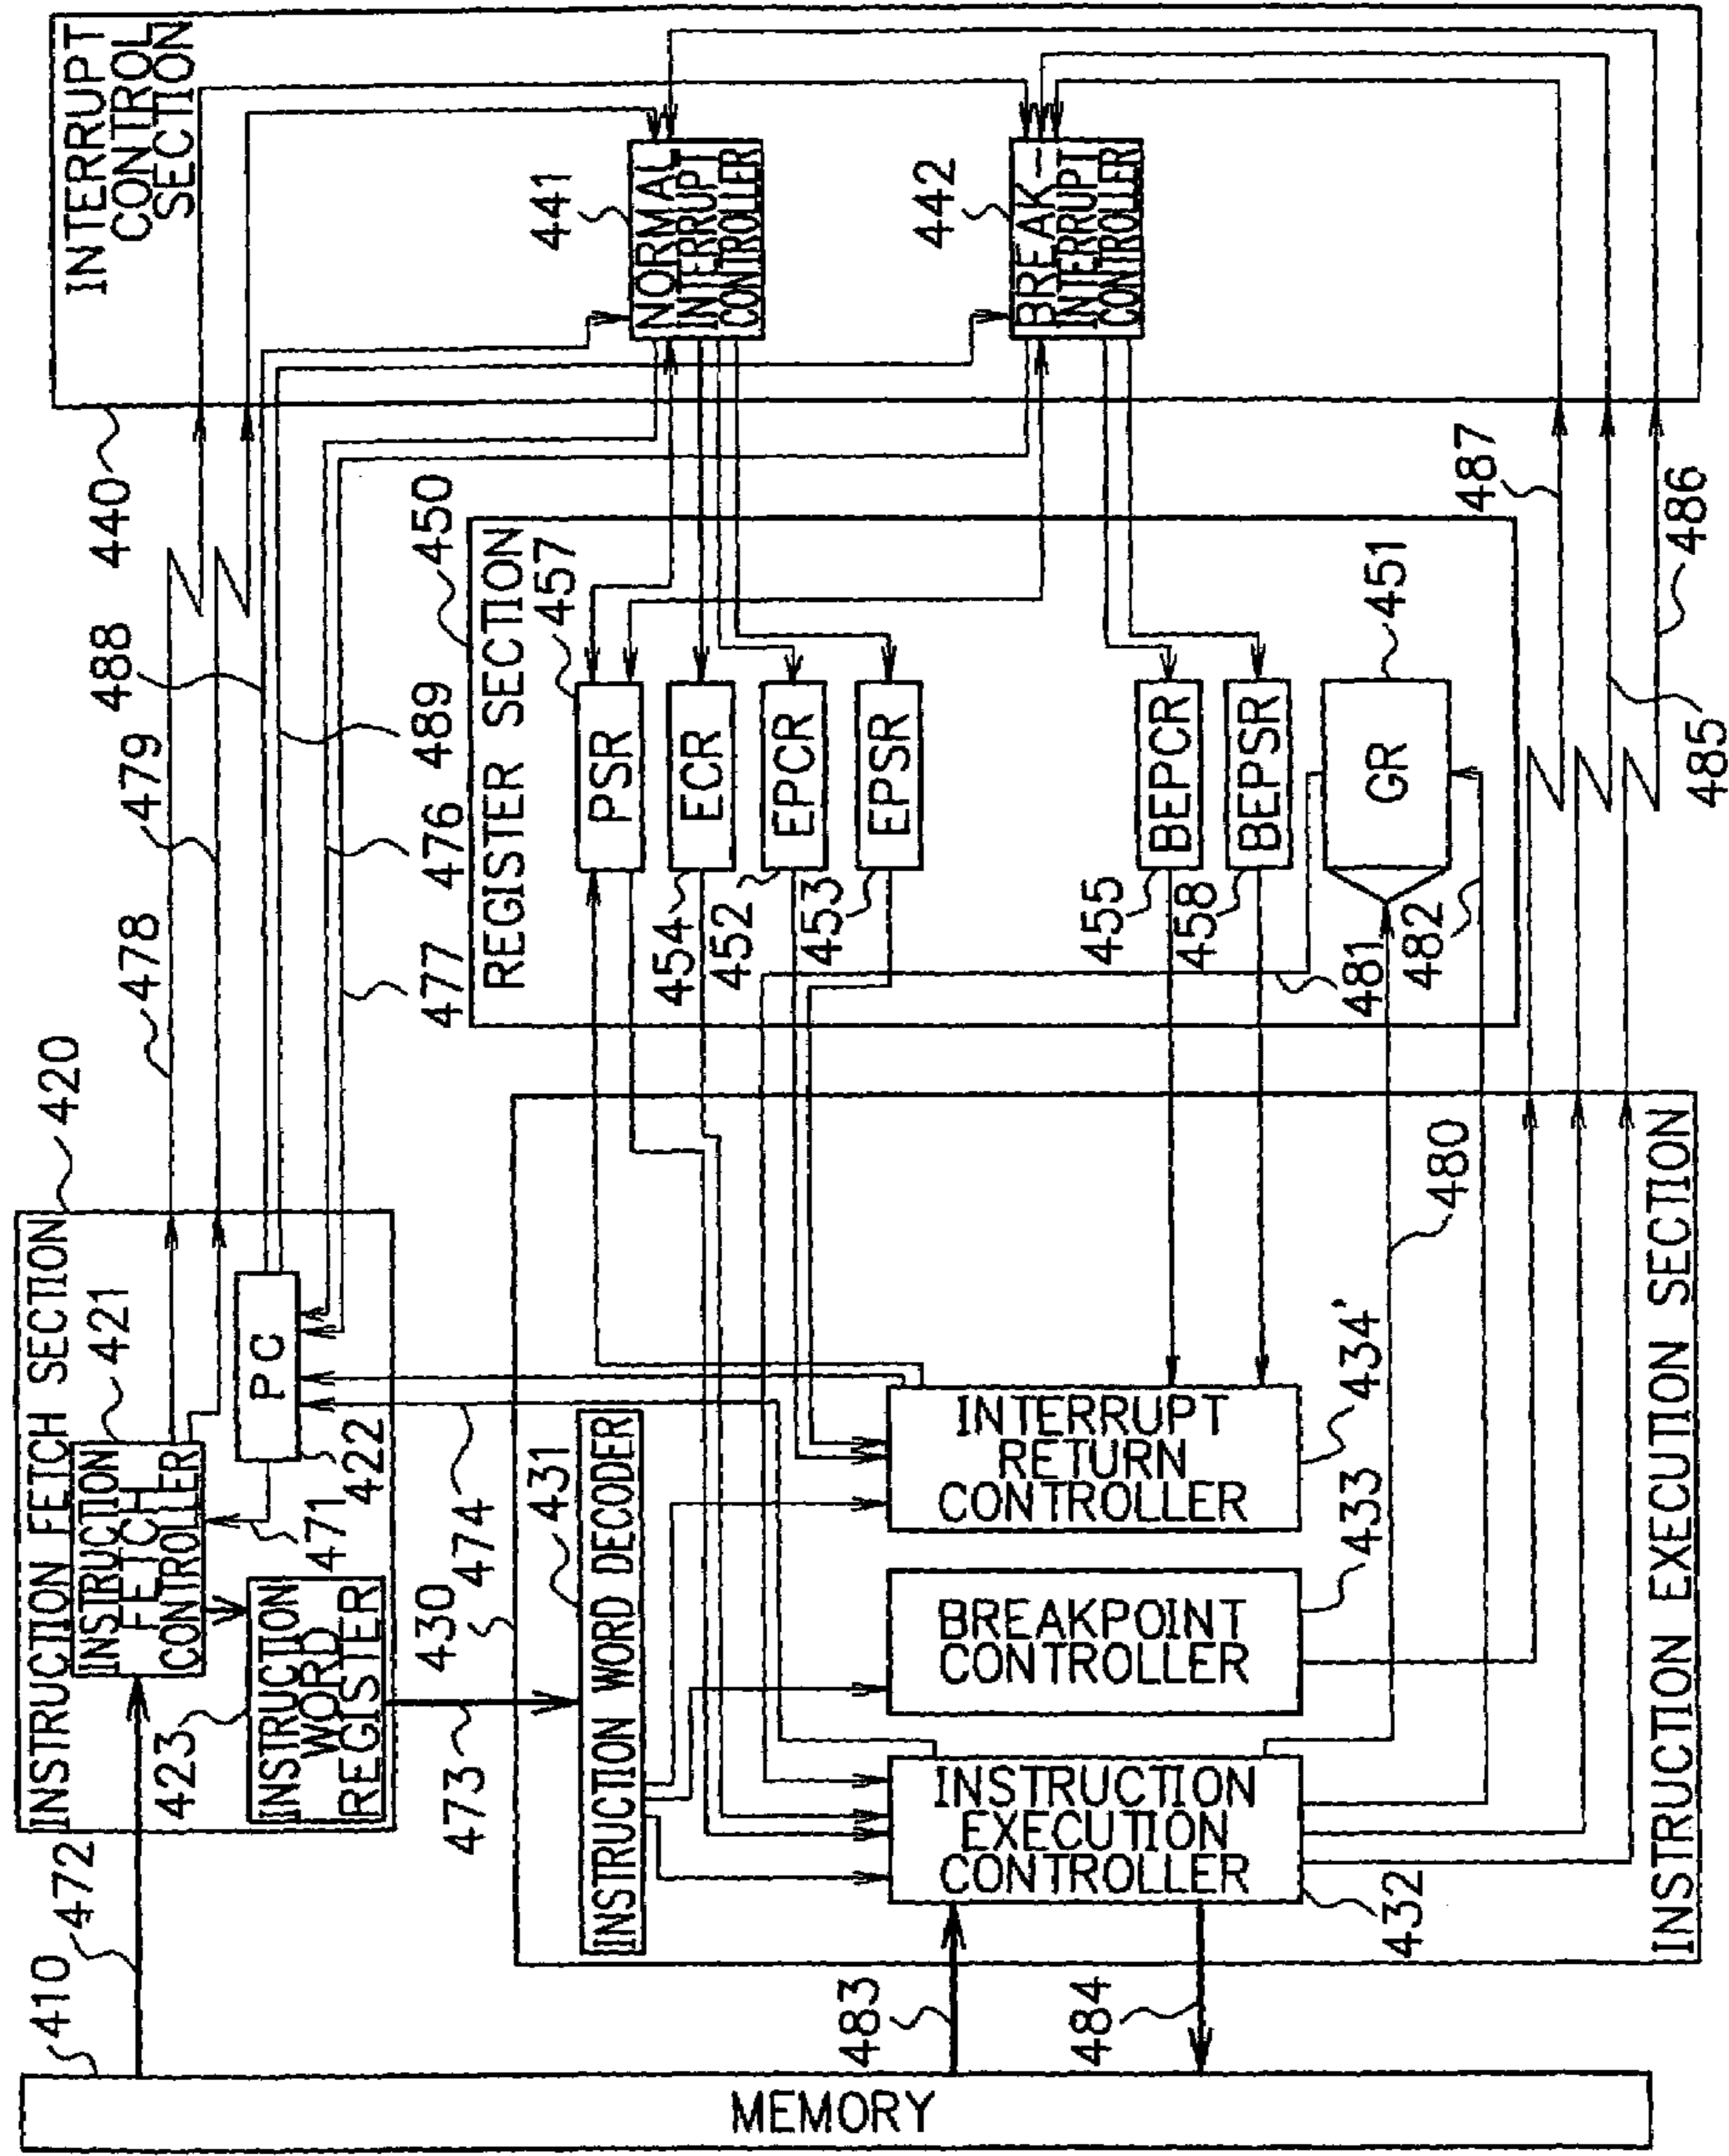 MEMORY
410
472
INSTRUCTION FETCH SECTION
420
INSTRUCTION
FETCH
CONTROLLER
421
PC
422
471
INSTRUCTION
WORD
REGISTER
423
473
430
474
478
479
488
489
476
477
INSTRUCTION WORD DECODER
431
INTERRUPT
RETURN
CONTROLLER
434'
BREAKPOINT
CONTROLLER
433
INSTRUCTION
EXECUTION
CONTROLLER
432
483
484
480
INSTRUCTION EXECUTION SECTION
REGISTER SECTION
450
457
PSR
ECR
EPCR
EPSR
454
452
453
BEPCR
BEPSR
455
458
GR
451
481
482
440
INTERRUPT
CONTROL
SECTION
NORMAL
INTERRUPT
CONTROLLER
441
BREAK-
INTERRUPT
CONTROLLER
442
487
486
485